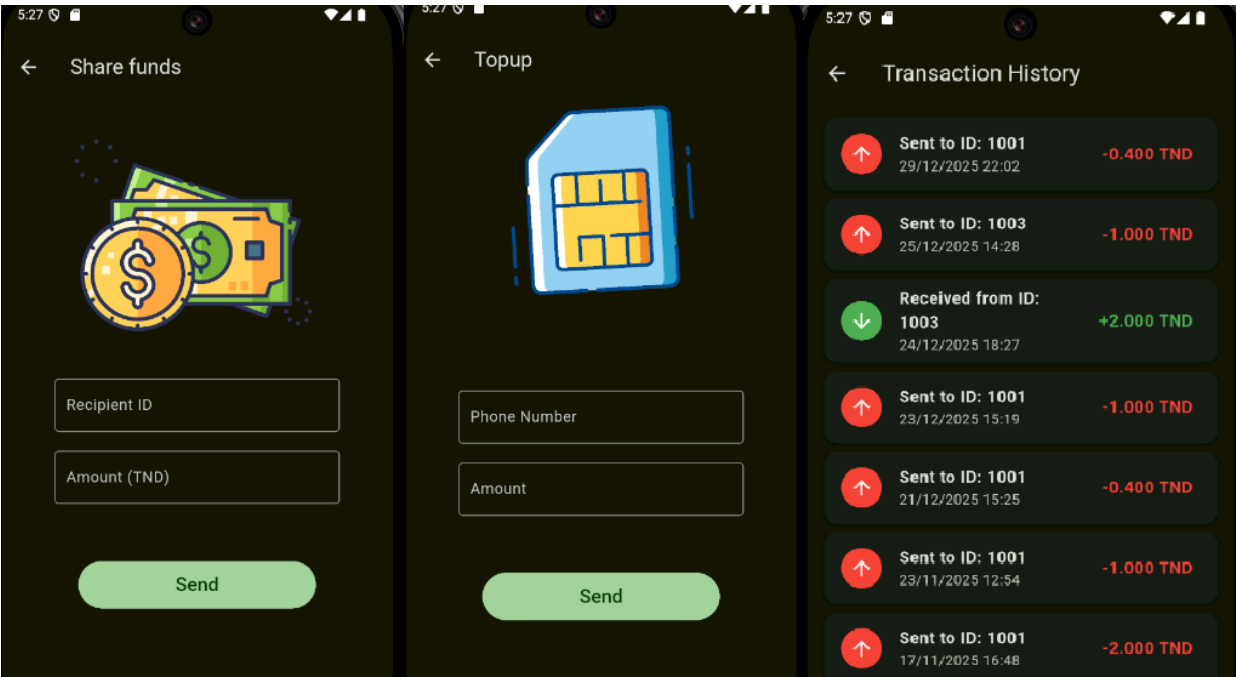 5:27
Share funds
Recipient ID
Amount (TND)
Send
5:27
Topup
Phone Number
Amount
Send
5:27
Transaction History
Sent to ID: 1001
29/12/2025 22:02
-0.400 TND
Sent to ID: 1003
25/12/2025 14:28
-1.000 TND
Received from ID:
1003
24/12/2025 18:27
+2.000 TND
Sent to ID: 1001
23/12/2025 15:19
-1.000 TND
Sent to ID: 1001
21/12/2025 15:25
-0.400 TND
Sent to ID: 1001
23/11/2025 12:54
-1.000 TND
Sent to ID: 1001
17/11/2025 16:48
-2.000 TND